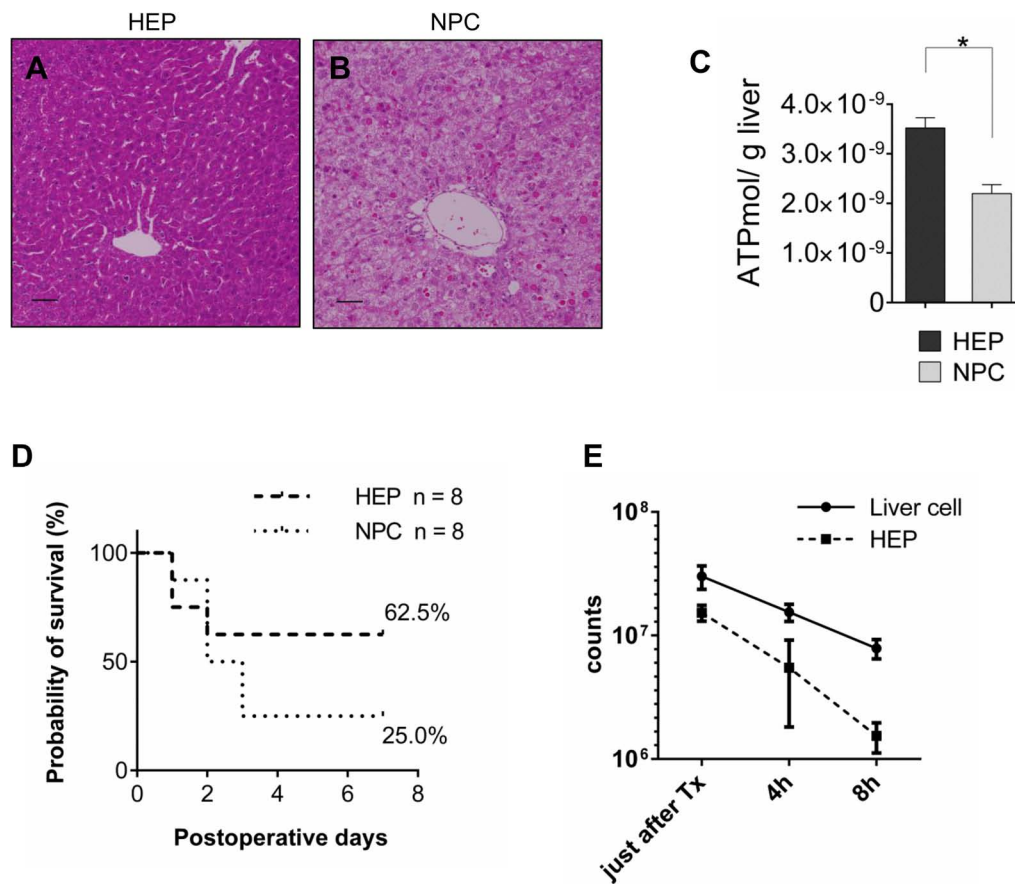 HEP
NPC
A
B
C
ATPmol/ g liver
4.0×10⁻⁹
3.0×10⁻⁹
2.0×10⁻⁹
1.0×10⁻⁹
0
*
HEP
NPC
D
HEP n = 8
NPC n = 8
Probability of survival (%)
100
50
0
62.5%
25.0%
0 2 4 6 8
Postoperative days
E
Liver cell
HEP
counts
10⁸
10⁷
10⁶
just after Tx
4h
8h